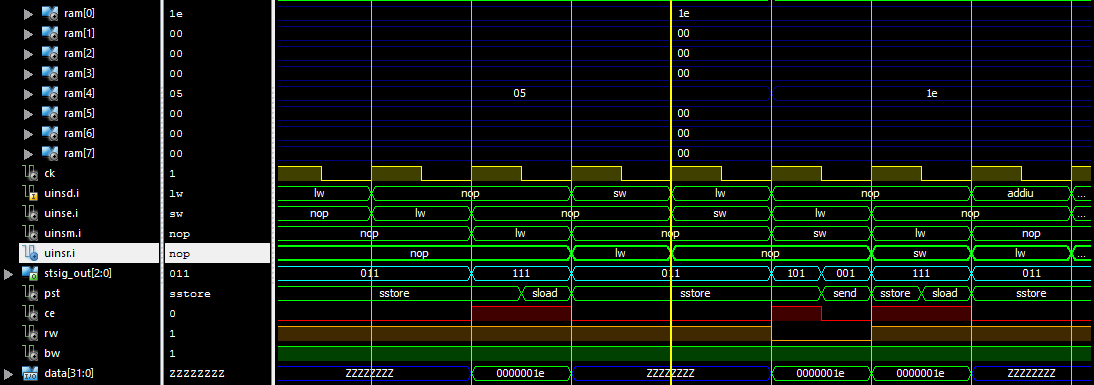 ram[0] 1e 1e
ram[1] 00 00
ram[2] 00 00
ram[3] 00 00
ram[4] 05 05 1e
ram[5] 00 00
ram[6] 00 00
ram[7] 00 00
ck 1
uinsd.i lw lw nop sw lw nop addiu ...
uinse.i sw nop lw nop sw lw nop ...
uinsm.i nop nop lw nop sw lw nop
uinsr.i nop nop lw nop sw lw ...
stsig_out[2:0] 011 011 111 011 101 001 111 011
pst sstore sstore sload sstore send sstore sload sstore
ce 0
rw 1
bw 1
data[31:0] ZZZZZZZZ ZZZZZZZZ 0000001e ZZZZZZZZ 0000001e 0000001e ZZZZZZZZ